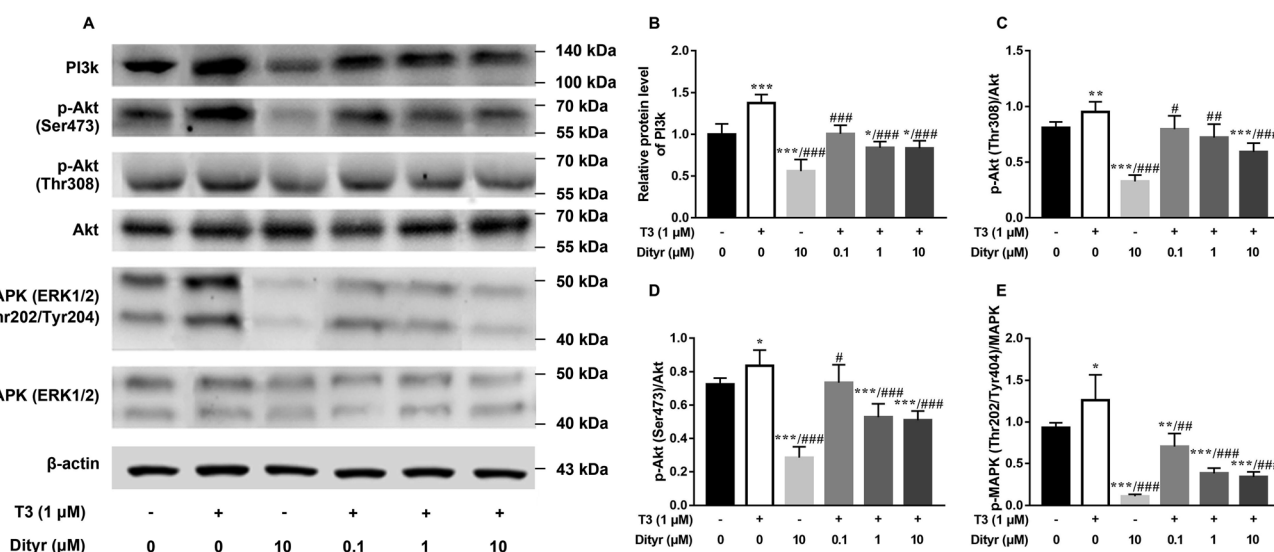 A
PI3k
140 kDa
100 kDa
p-Akt
(Ser473)
70 kDa
55 kDa
p-Akt
(Thr308)
70 kDa
55 kDa
Akt
70 kDa
55 kDa
APK (ERK1/2)
hr202/Tyr204)
50 kDa
40 kDa
APK (ERK1/2)
50 kDa
40 kDa
β-actin
43 kDa
T3 (1 μM) - + - + + +
Dityr (μM) 0 0 10 0.1 1 10
B
Relative protein level
of PI3k
2.0
1.5
1.0
0.5
0.0
***
***/###
###
*/###
*/###
T3 (1 μM) - + - + + +
Dityr (μM) 0 0 10 0.1 1 10
C
p-Akt (Thr308)/Akt
1.5
1.0
0.5
0.0
**
***/###
#
##
***/###
T3 (1 μM) - + - + + +
Dityr (μM) 0 0 10 0.1 1 10
D
p-Akt (Ser473)/Akt
0.8
0.6
0.4
0.2
0.0
1.0
*
***/###
#
***/###
***/###
T3 (1 μM) - + - + + +
Dityr (μM) 0 0 10 0.1 1 10
E
p-MAPK (Thr202/Tyr404)/MAPK
2.0
1.5
1.0
0.5
0.0
*
***/###
**/##
***/###
***/###
T3 (1 μM) - + - + + +
Dityr (μM) 0 0 10 0.1 1 10